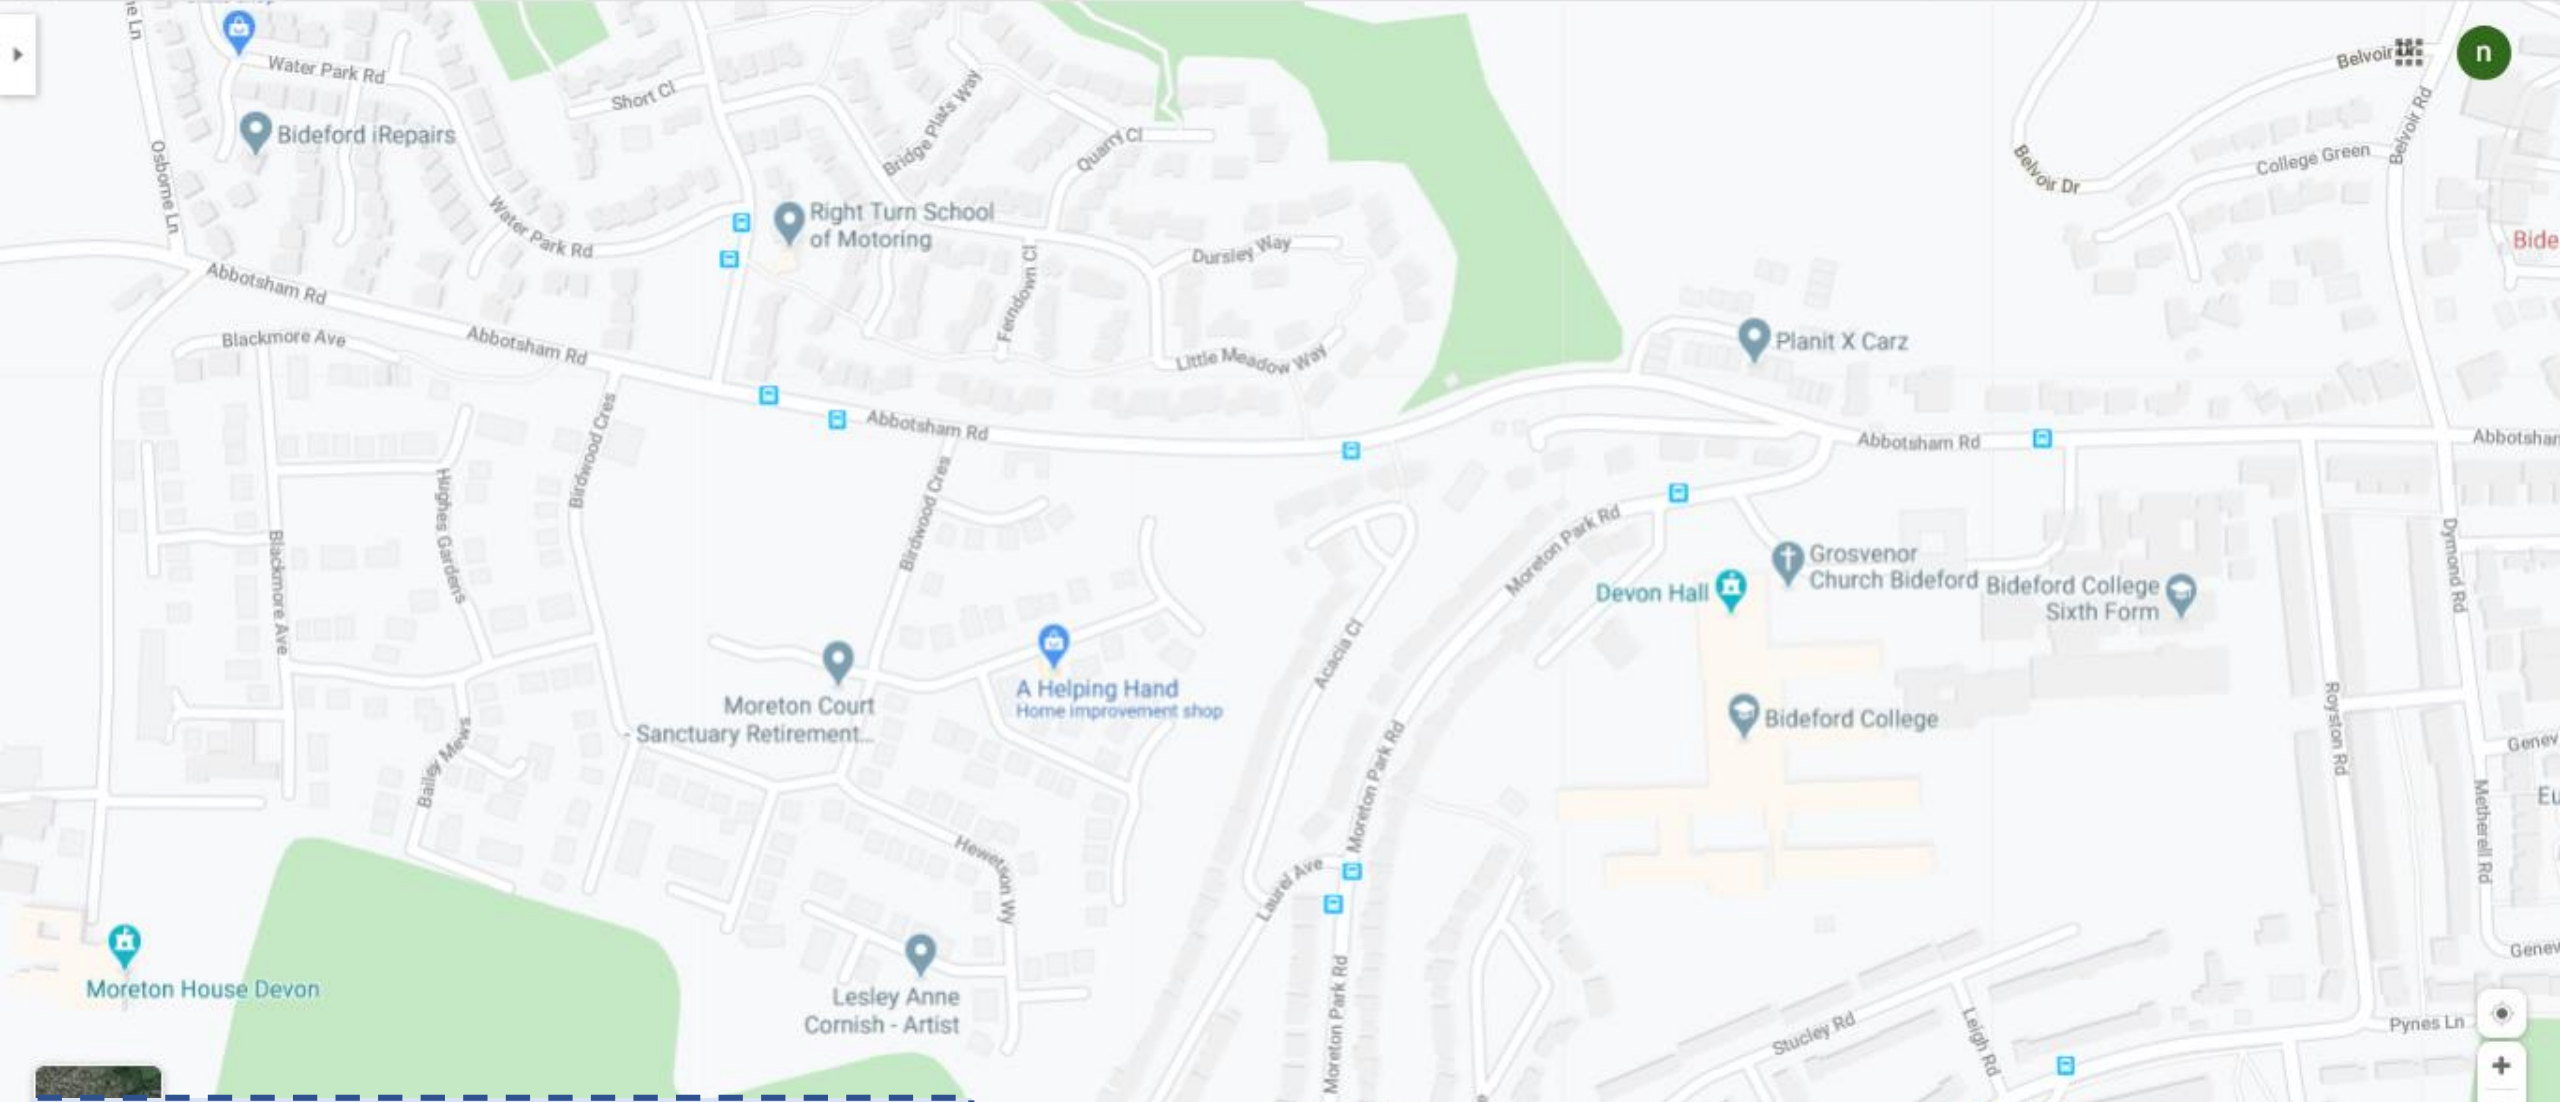 Water Park Rd
Short Cl
Bridge Plats Way
Quarry Cl
Belvoir
n
Belvoir Rd
Bideford iRepairs
Osborne Ln
College Green
Belvoir Dr
Water Park Rd
Right Turn School
of Motoring
Dursley Way
Ferndown Cl
Bide
Abbotsham Rd
Blackmore Ave
Abbotsham Rd
Little Meadow Way
Planit X Carz
Abbotsham Rd
Abbotsham Rd
Abbotsham
Birdwood Cres
Birdwood Cres
Hughes Gardens
Blackmore Ave
Moreton Park Rd
Grosvenor
Church Bideford
Devon Hall
Bideford College
Sixth Form
Dymond Rd
Acacia Cl
A Helping Hand
Home improvement shop
Moreton Court
- Sanctuary Retirement...
Bideford College
Royston Rd
Genev
Bailey Mews
Moreton Park Rd
Metherell Rd
Eu
Hewetson Wy
Laurel Ave
Genev
Moreton House Devon
Lesley Anne
Cornish - Artist
Moreton Park Rd
Stucley Rd
Leigh Rd
Pynes Ln
+